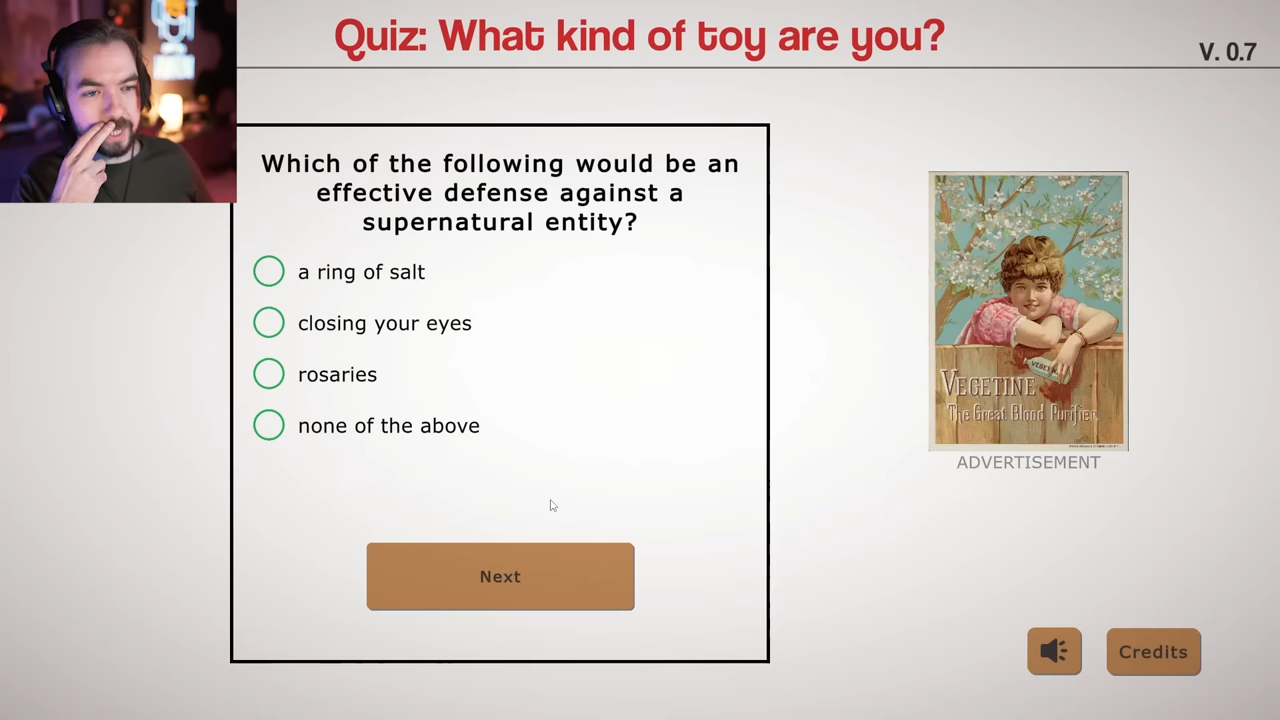 Quiz: What kind of toy are you?
V. 0.7
Which of the following would be an
effective defense against a
supernatural entity?
a ring of salt
closing your eyes
rosaries
none of the above
Next
VEGETINE
The Great Blood Purifier
ADVERTISEMENT
Credits